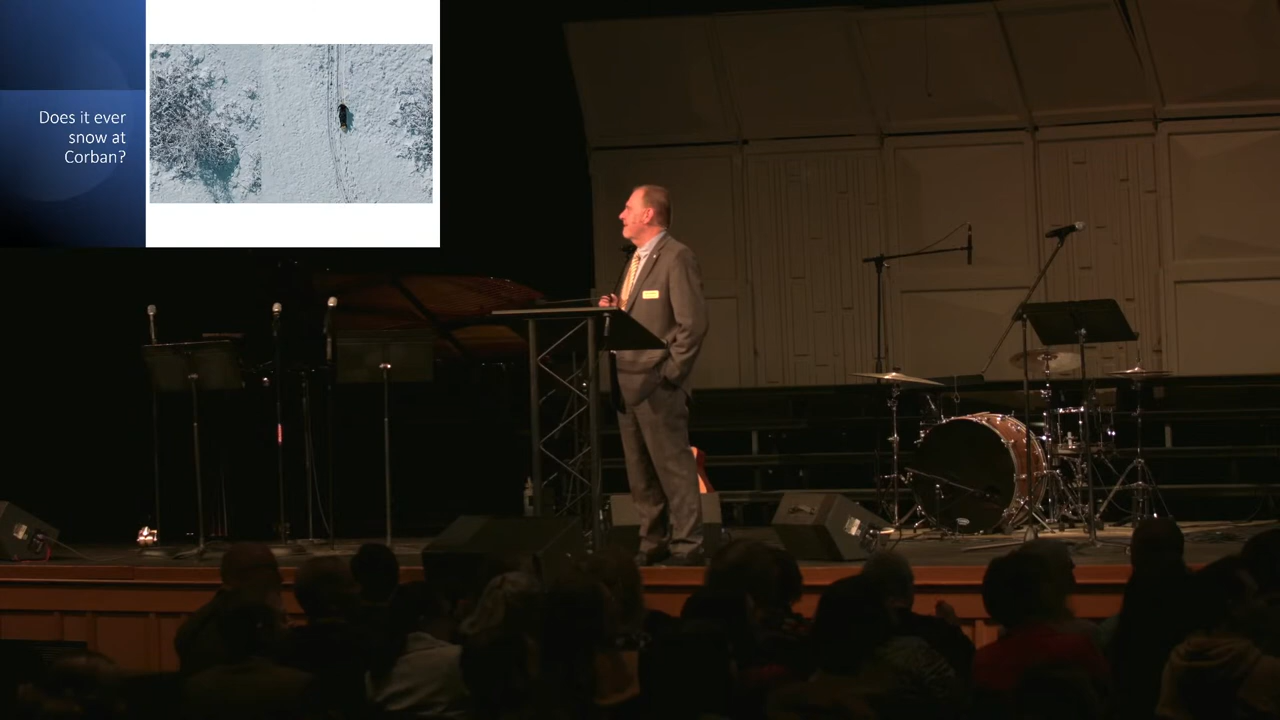 Does it ever
snow at
Corban?